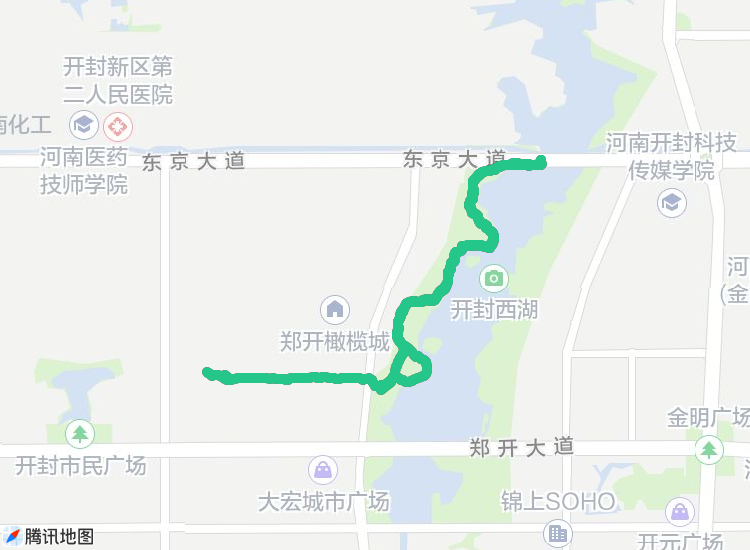 开封新区第
二人民医院
南化工
河南医药
技师学院
东京大道
东京大道
河南开封科技
传媒学院
河
(金
开封西湖
郑开橄榄城
金明广场
郑开大道
开封市民广场
大宏城市广场
锦上SOHO
开元广场
腾讯地图